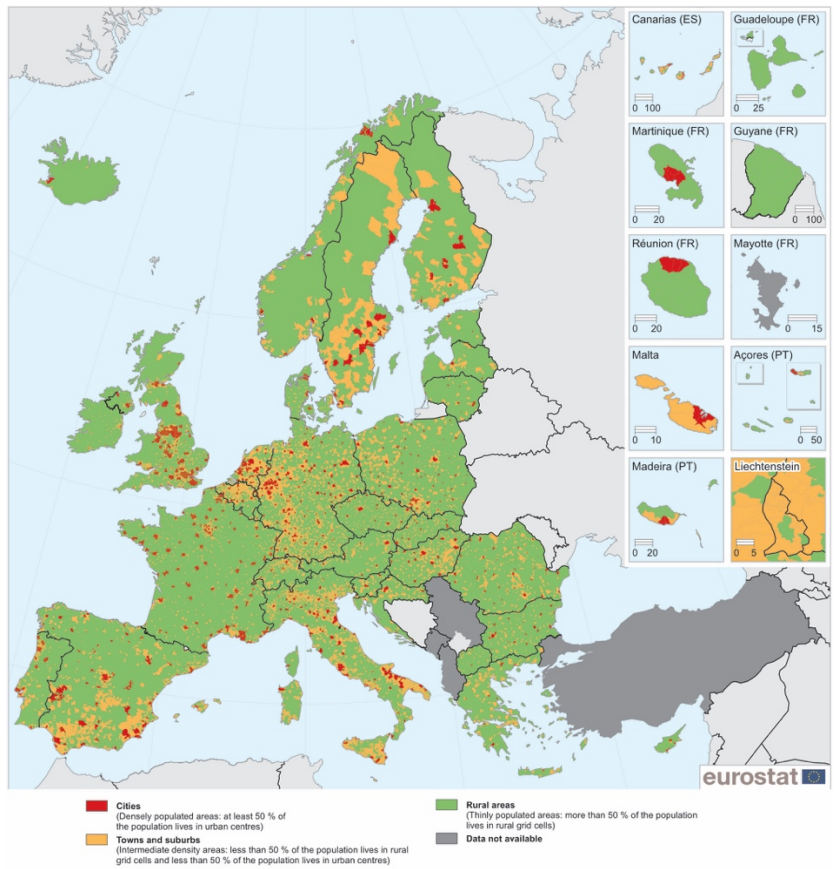 Canarias (ES)
0 100
Guadeloupe (FR)
0 25
Martinique (FR)
0 20
Guyane (FR)
0 100
Réunion (FR)
0 20
Mayotte (FR)
0 15
Malta
0 10
Açores (PT)
0 50
Madeira (PT)
0 20
Liechtenstein
0 5
eurostat
Cities
(Densely populated areas: at least 50 % of
the population lives in urban centres)
Towns and suburbs
(Intermediate density areas: less than 50 % of the population lives in rural
grid cells and less than 50 % of the population lives in urban centres)
Rural areas
(Thinly populated areas: more than 50 % of the population
lives in rural grid cells)
Data not available